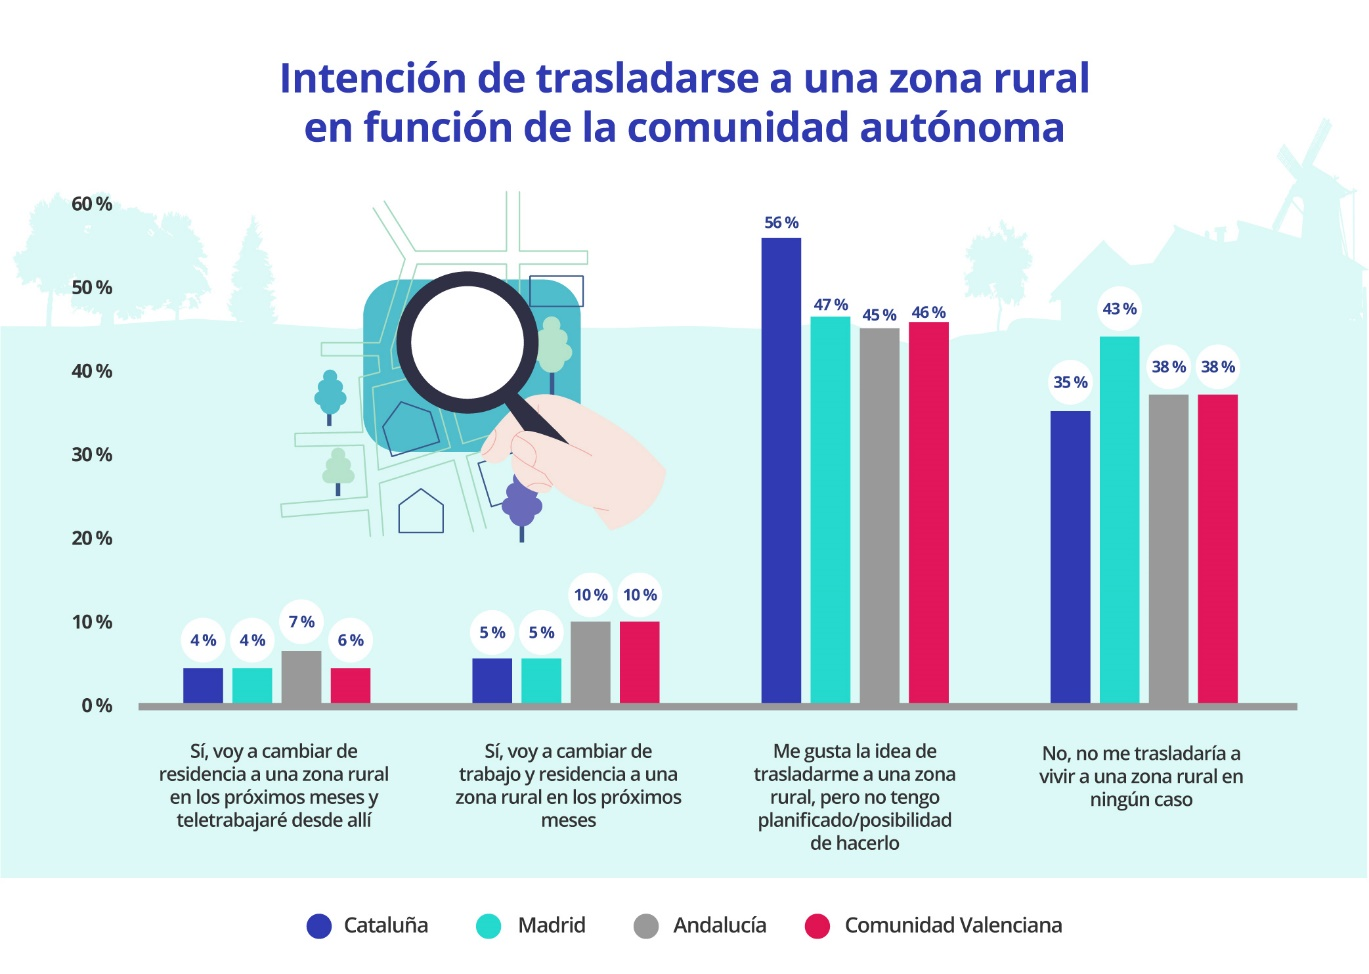 Intención de trasladarse a una zona rural
en función de la comunidad autónoma
60 %
50 %
40 %
30 %
20 %
10 %
0 %
4 %
4 %
7 %
6 %
5 %
5 %
10 %
10 %
56 %
47 %
45 %
46 %
35 %
43 %
38 %
38 %
Sí, voy a cambiar de
residencia a una zona rural
en los próximos meses y
teletrabajaré desde allí
Sí, voy a cambiar de
trabajo y residencia a una
zona rural en los próximos
meses
Me gusta la idea de
trasladarme a una zona
rural, pero no tengo
planificado/posibilidad
de hacerlo
No, no me trasladaría a
vivir a una zona rural en
ningún caso
Cataluña
Madrid
Andalucía
Comunidad Valenciana